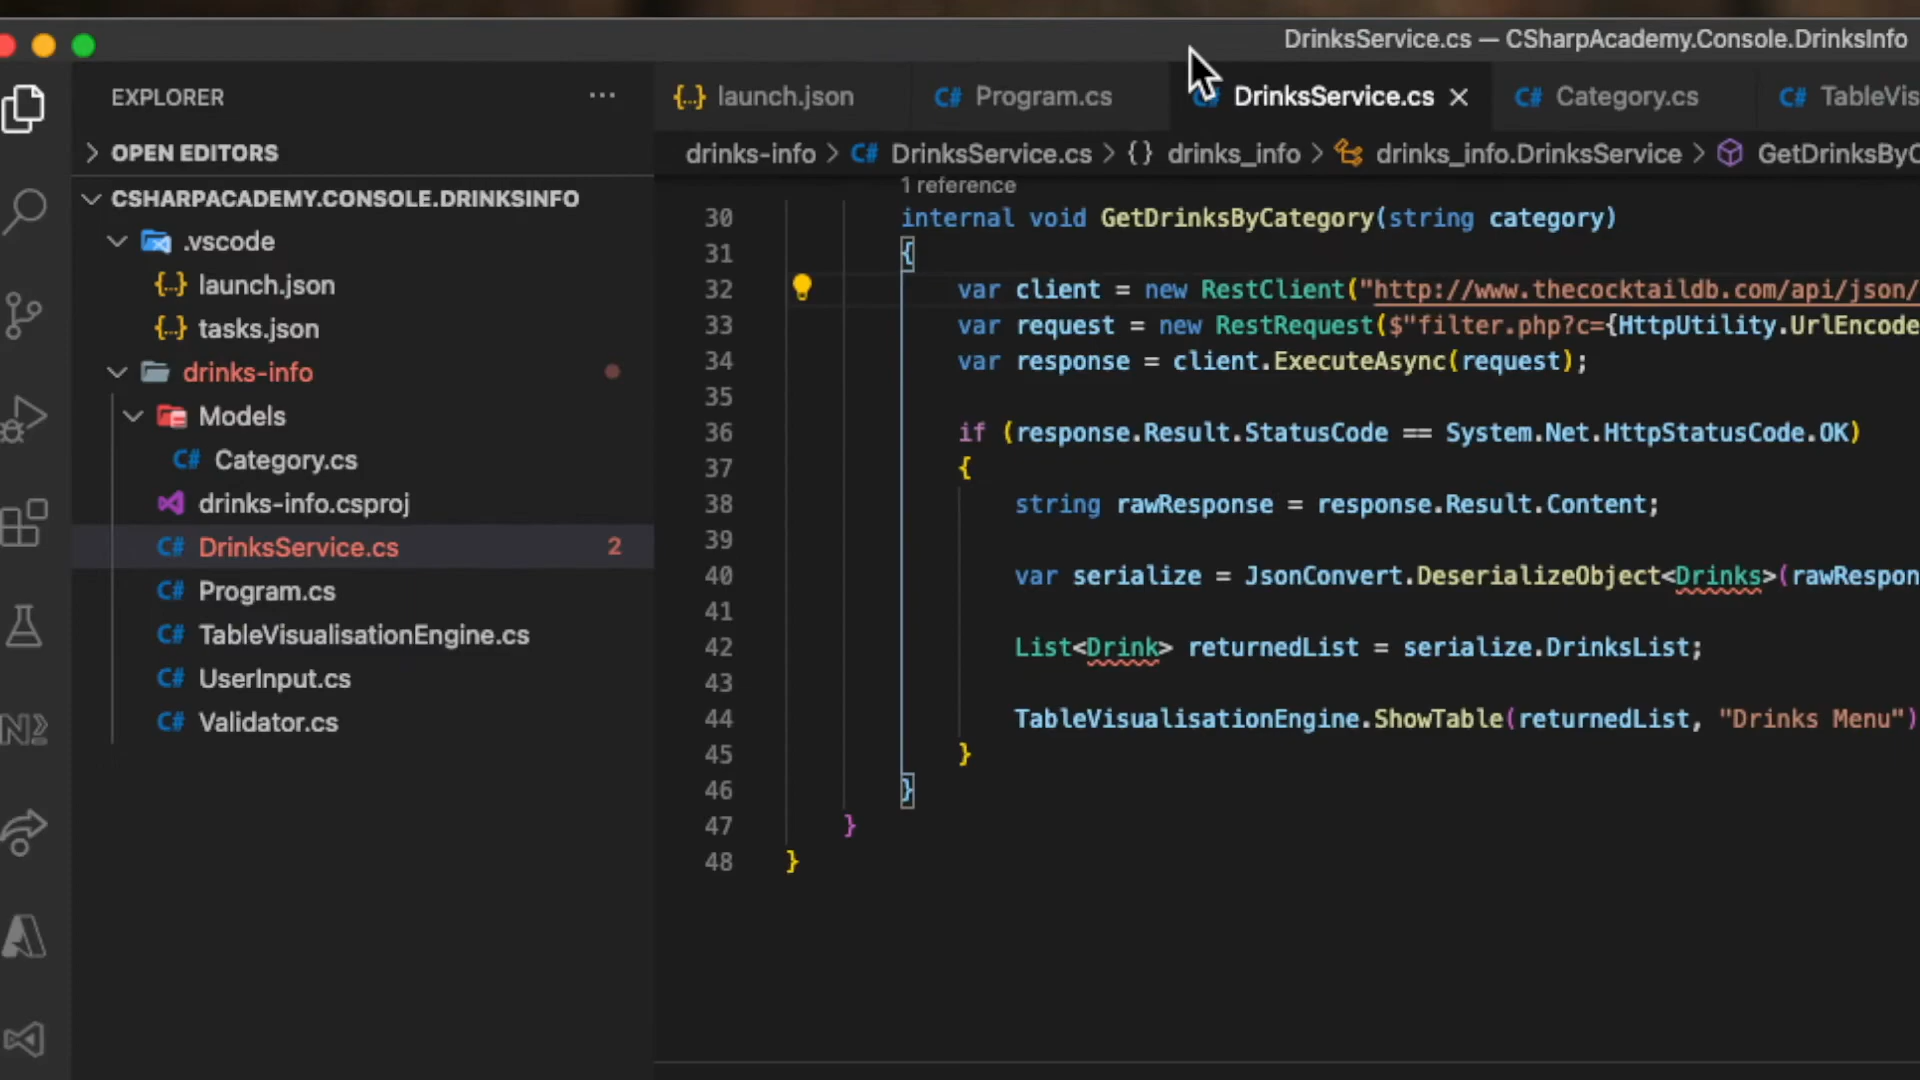 DrinksService.cs — CSharpAcademy.Console.DrinksInfo
EXPLORER
OPEN EDITORS
CSHARPACADEMY.CONSOLE.DRINKSINFO
.vscode
{..} launch.json
{..} tasks.json
drinks-info
Models
C# Category.cs
drinks-info.csproj
C# DrinksService.cs 2
C# Program.cs
C# TableVisualisationEngine.cs
C# UserInput.cs
C# Validator.cs
{..} launch.json C# Program.cs DrinksService.cs C# Category.cs C# TableVis
drinks-info > C# DrinksService.cs > {} drinks_info > drinks_info.DrinksService > GetDrinksByC
1 reference
30 internal void GetDrinksByCategory(string category)
31 {
32 var client = new RestClient("http://www.thecocktaildb.com/api/json/
33 var request = new RestRequest($"filter.php?c={HttpUtility.UrlEncode
34 var response = client.ExecuteAsync(request);
35
36 if (response.Result.StatusCode == System.Net.HttpStatusCode.OK)
37 {
38 string rawResponse = response.Result.Content;
39
40 var serialize = JsonConvert.DeserializeObject<Drinks>(rawRespon
41
42 List<Drink> returnedList = serialize.DrinksList;
43
44 TableVisualisationEngine.ShowTable(returnedList, "Drinks Menu")
45 }
46 }
47 }
48 }